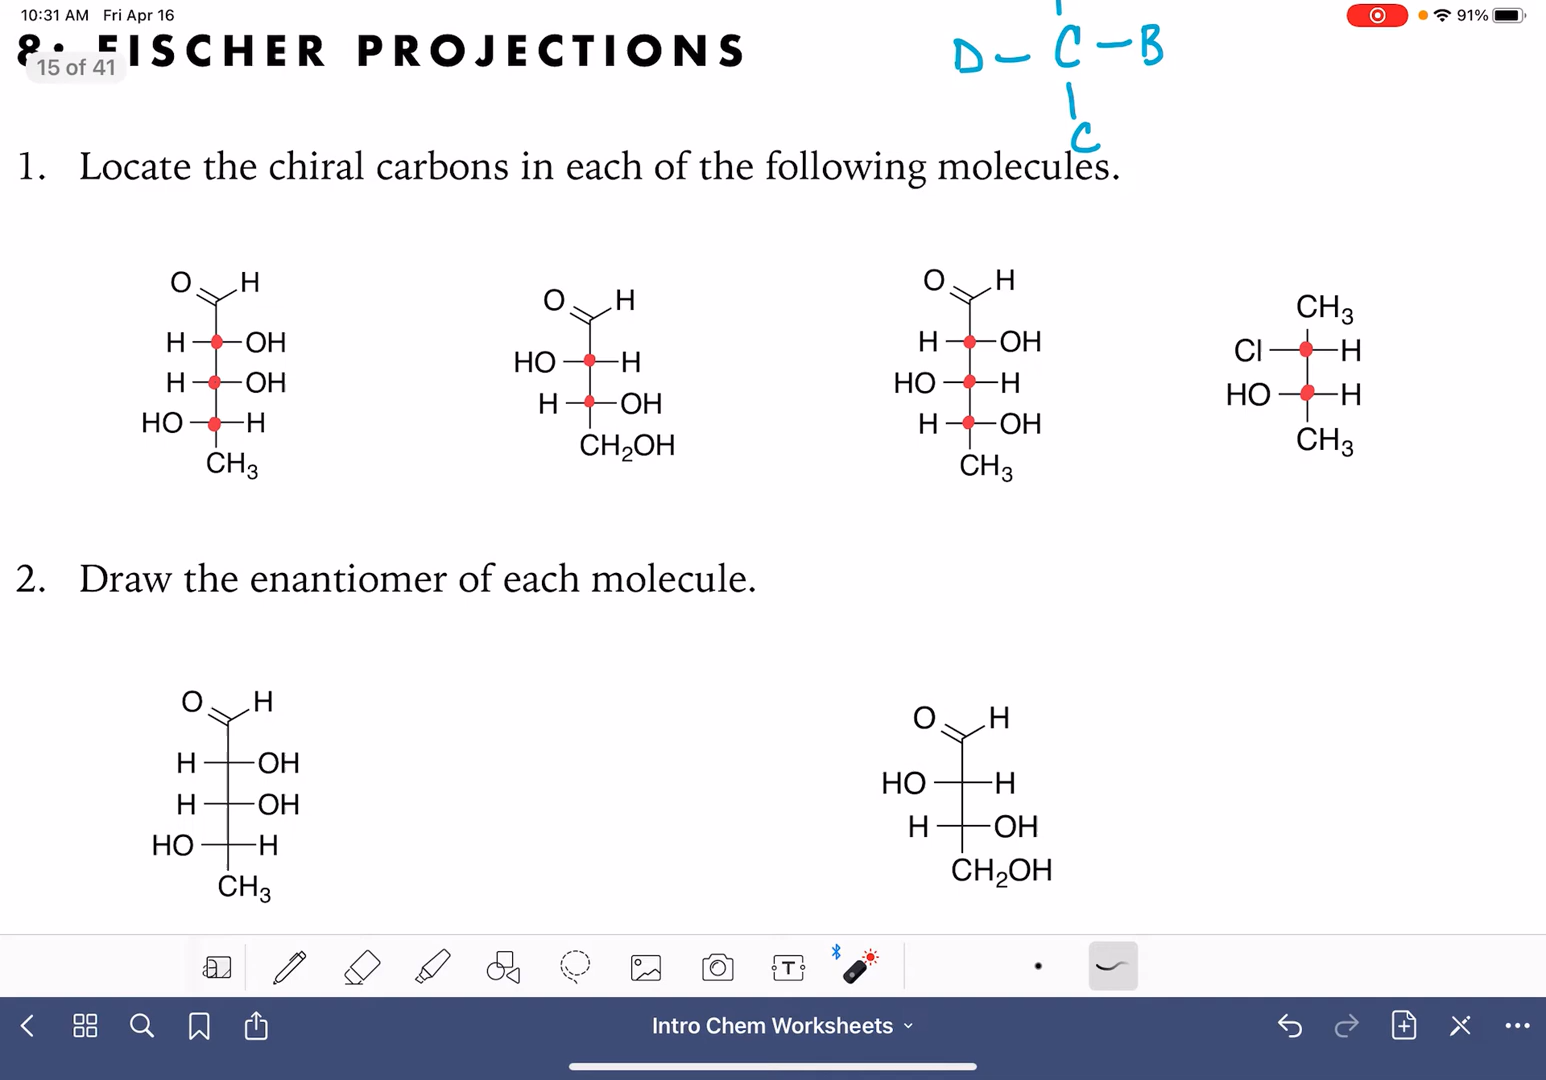 10:31 AM Fri Apr 16
91%
8: FISCHER PROJECTIONS
15 of 41
D – C – B
C
1. Locate the chiral carbons in each of the following molecules.
O H
H OH
H OH
HO H
CH₃
O H
HO H
H OH
CH₂OH
O H
H OH
HO H
H OH
CH₃
CH₃
Cl H
HO H
CH₃
2. Draw the enantiomer of each molecule.
O H
H OH
H OH
HO H
CH₃
O H
HO H
H OH
CH₂OH
a
T
Intro Chem Worksheets